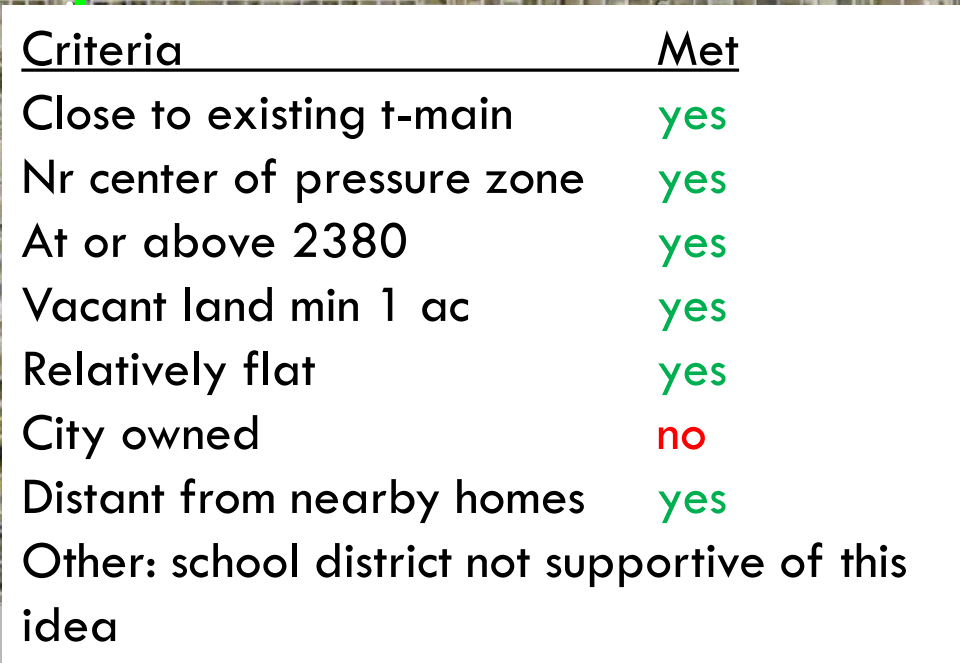 Criteria Met
Close to existing t-main yes
Nr center of pressure zone yes
At or above 2380 yes
Vacant land min 1 ac yes
Relatively flat yes
City owned no
Distant from nearby homes yes
Other: school district not supportive of this
idea